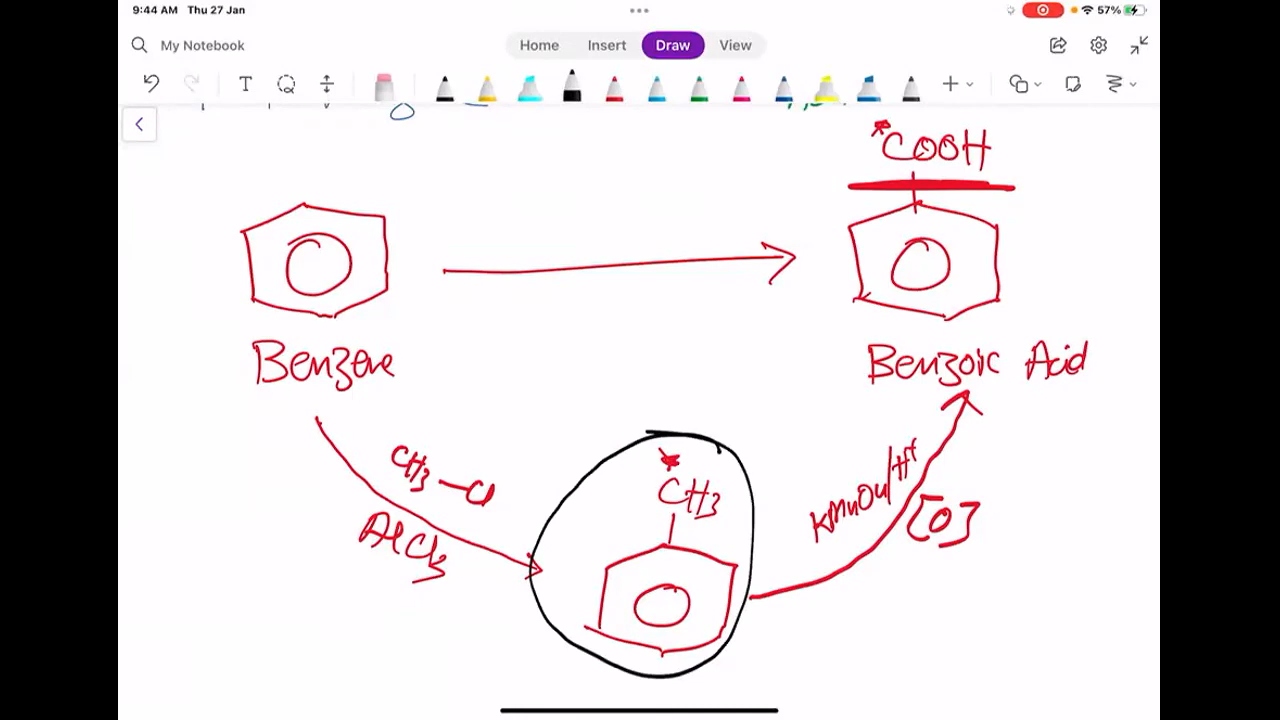 9:44 AM Thu 27 Jan
57%
My Notebook
Home Insert Draw View
*COOH
Benzene
Benzoic Acid
CH3-Cl
AlCl3
*
CH3
KMnO4/H+
[O]